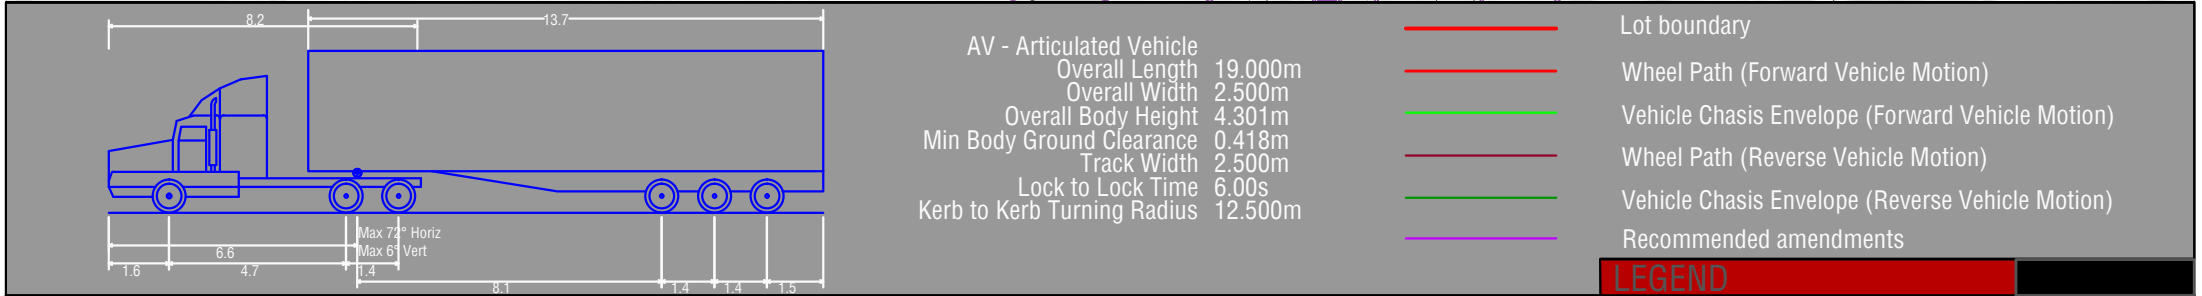 8.2
13.7
Max 72° Horiz
Max 6° Vert
6.6
1.6
4.7
1.4
8.1
1.4
1.4
1.5
AV - Articulated Vehicle
Overall Length 19.000m
Overall Width 2.500m
Overall Body Height 4.301m
Min Body Ground Clearance 0.418m
Track Width 2.500m
Lock to Lock Time 6.00s
Kerb to Kerb Turning Radius 12.500m
Lot boundary
Wheel Path (Forward Vehicle Motion)
Vehicle Chasis Envelope (Forward Vehicle Motion)
Wheel Path (Reverse Vehicle Motion)
Vehicle Chasis Envelope (Reverse Vehicle Motion)
Recommended amendments
LEGEND